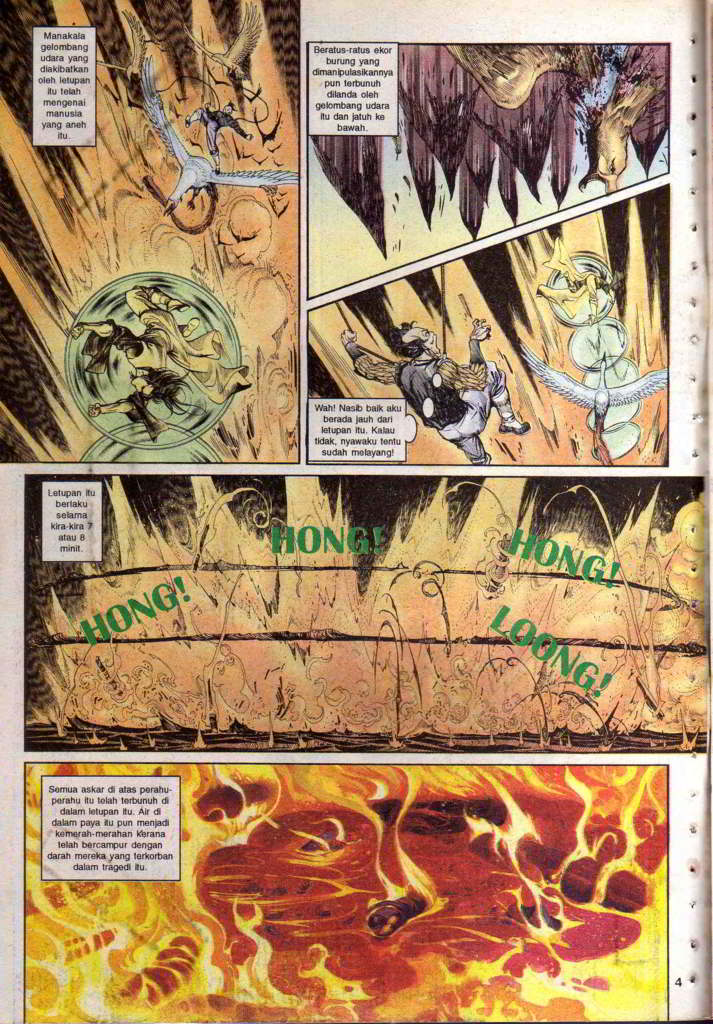 Manakala
gelombang
udara yang
diakibatkan
oleh letupan
itu telah
mengenai
manusia
yang aneh
itu.
Beratus-ratus ekor
burung yang
dimanipulasikannya
pun terbunuh
dilanda oleh
gelombang udara
itu dan jatuh ke
bawah.
Wah! Nasib baik aku
berada jauh dari
letupan itu. Kalau
tidak, nyawaku tentu
sudah melayang!
Letupan itu
berlaku
selama
kira-kira 7
atau 8
minit.
HONG!
HONG!
HONG!
LOONG!
Semua askar di atas perahu-
perahu itu telah terbunuh di
dalam letupan itu. Air di
dalam paya itu pun menjadi
kemerah-merahan kerana
telah bercampur dengan
darah mereka yang terkorban
dalam tragedi itu.
4